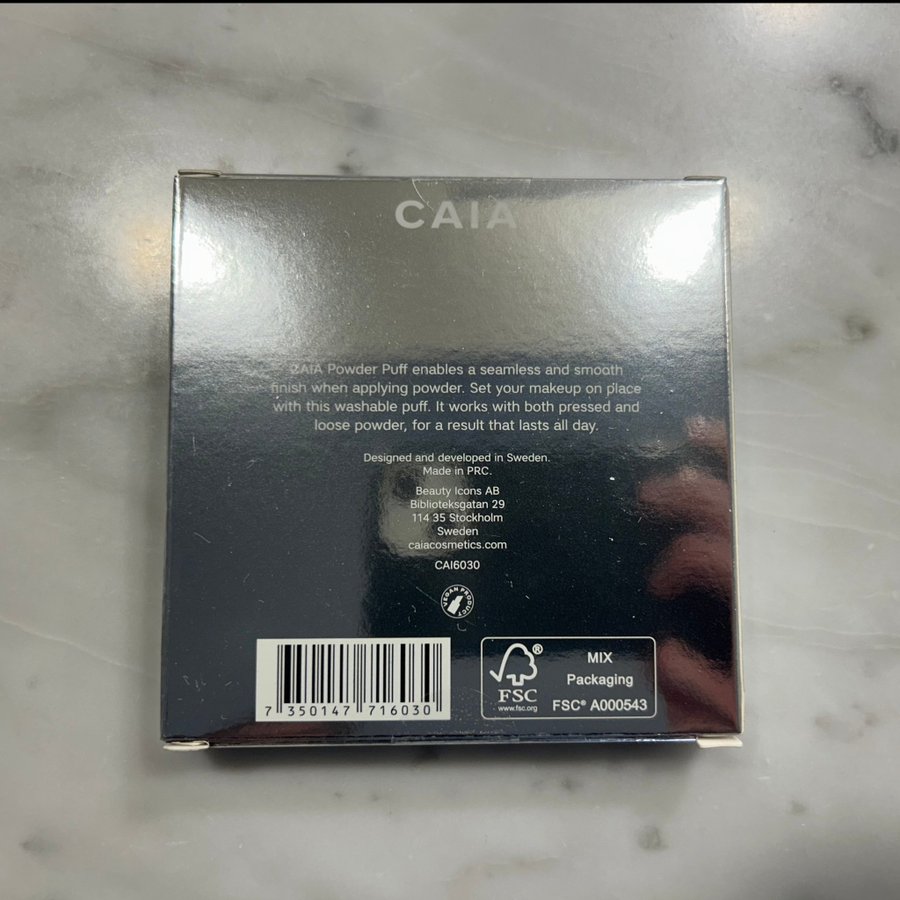 CAIA
CAIA Powder Puff enables a seamless and smooth
finish when applying powder. Set your makeup on place
with this washable puff. It works with both pressed and
loose powder, for a result that lasts all day.
Designed and developed in Sweden.
Made in PRC.
Beauty Icons AB
Biblioteksgatan 29
114 35 Stockholm
Sweden
caiacosmetics.com
CAI6030
VEGAN PRODUCT
7 350147 716030
FSC®
www.fsc.org
MIX
Packaging
FSC® A000543